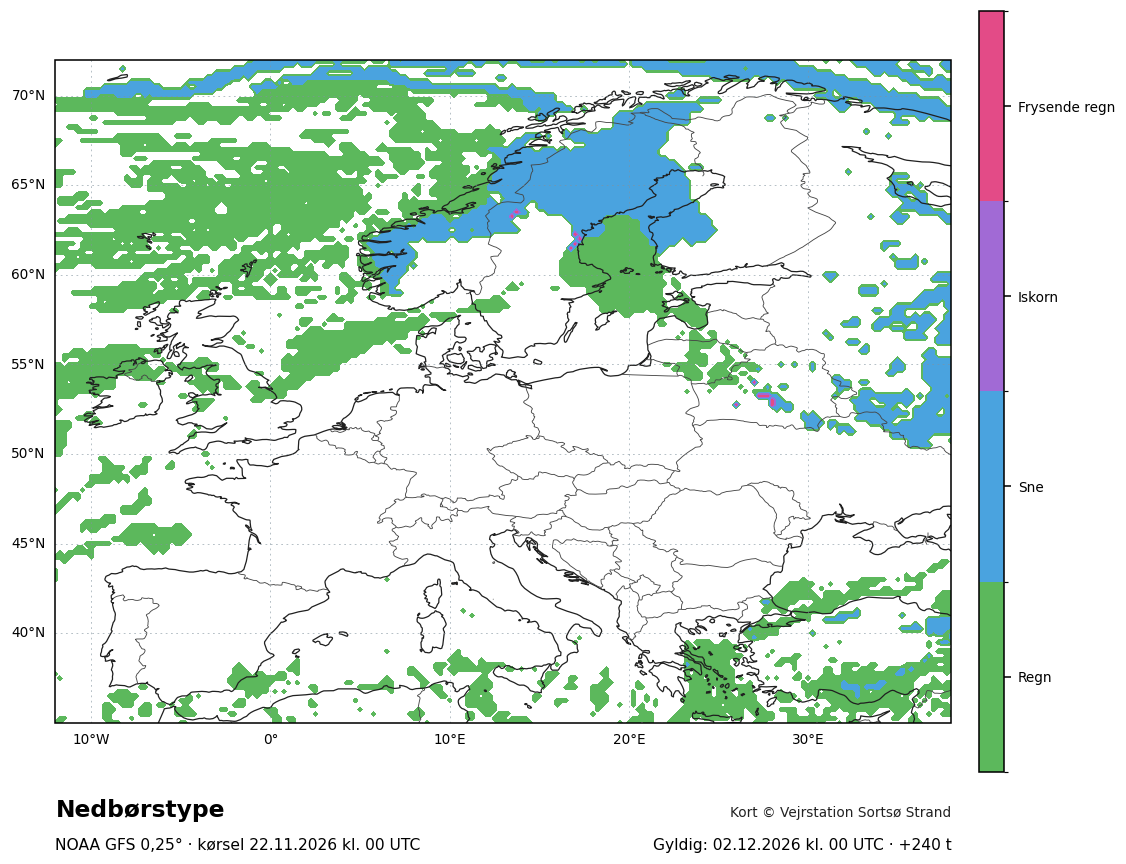 70°N
65°N
60°N
55°N
50°N
45°N
40°N
10°W
0°
10°E
20°E
30°E
Frysende regn
Iskorn
Sne
Regn
Nedbørstype
Kort © Vejrstation Sortsø Strand
NOAA GFS 0,25° · kørsel 22.11.2026 kl. 00 UTC
Gyldig: 02.12.2026 kl. 00 UTC · +240 t